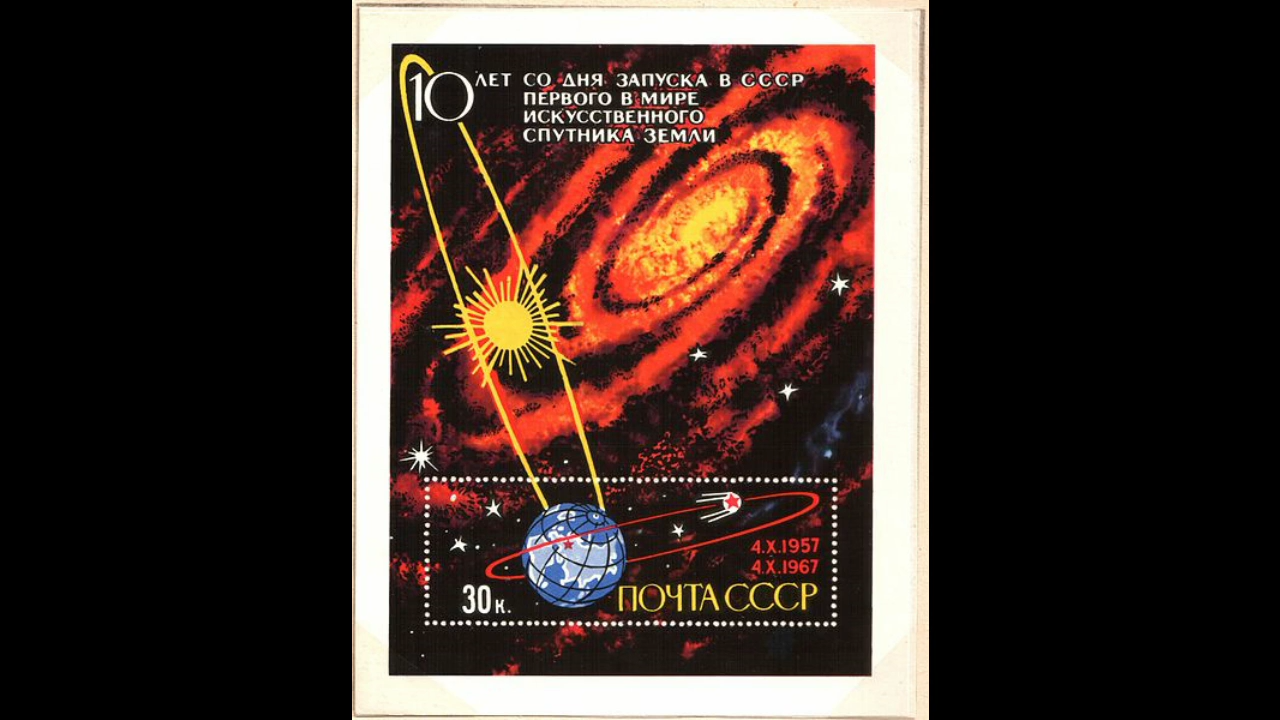 10 ЛЕТ СО ДНЯ ЗАПУСКА В СССР
ПЕРВОГО В МИРЕ
ИСКУССТВЕННОГО
СПУТНИКА ЗЕМЛИ
4.X.1957
4.X.1967
30 К.
ПОЧТА СССР